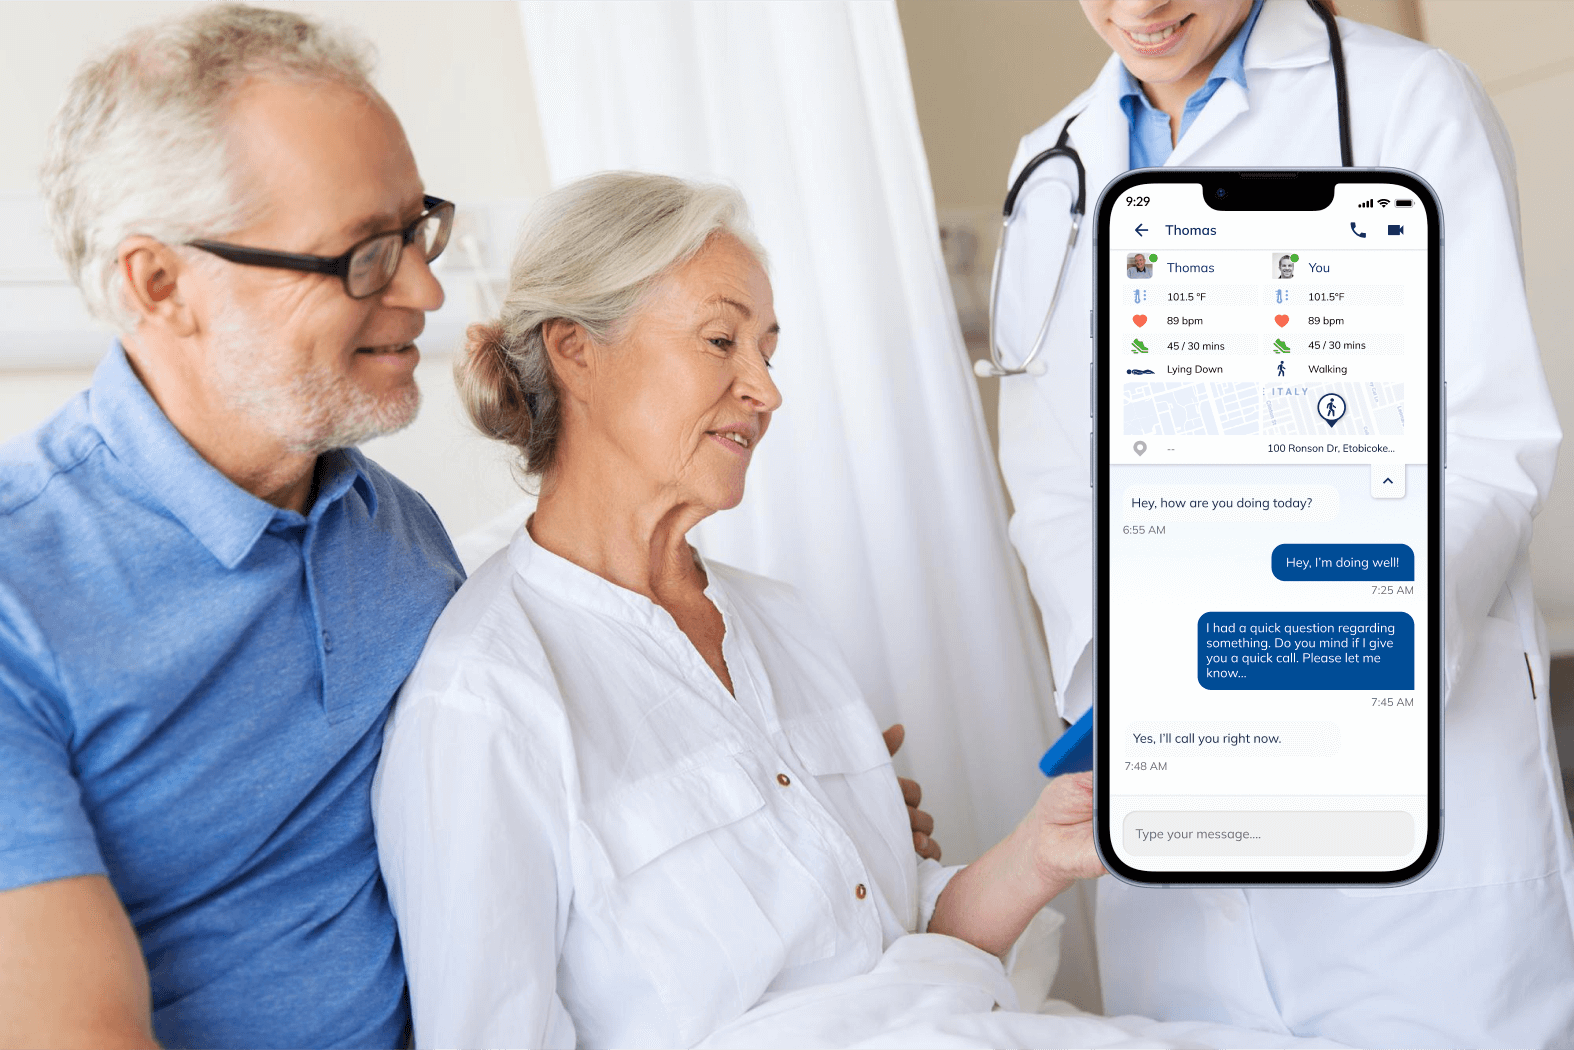 9:29
Thomas
Thomas You
101.5 °F 101.5°F
89 bpm 89 bpm
45 / 30 mins 45 / 30 mins
Lying Down Walking
ITALY
-- 100 Ronson Dr, Etobicoke...
Hey, how are you doing today?
6:55 AM
Hey, I'm doing well!
7:25 AM
I had a quick question regarding
something. Do you mind if I give
you a quick call. Please let me
know...
7:45 AM
Yes, I'll call you right now.
7:48 AM
Type your message....